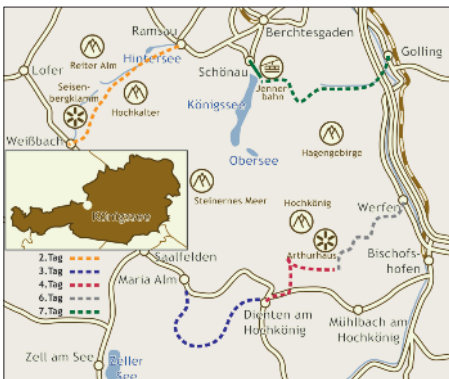 Ramsau
Berchtesgaden
Hintersee
Golling
Lofer
Reiter Alm
Schönau
Jenner
bahn
Seisen-
bergklamm
Hochkalter
Königssee
Weißbach
Obersee
Hagengebirge
Steinernes Meer
Königssee
Hochkönig
Werfen
Arthurhaus
2.Tag
3.Tag
4.Tag
6.Tag
7.Tag
Saalfelden
Bischofs-
hofen
Maria Alm
Dienten am
Hochkönig
Mühlbach am
Hochkönig
Zell am See
Zeller
See